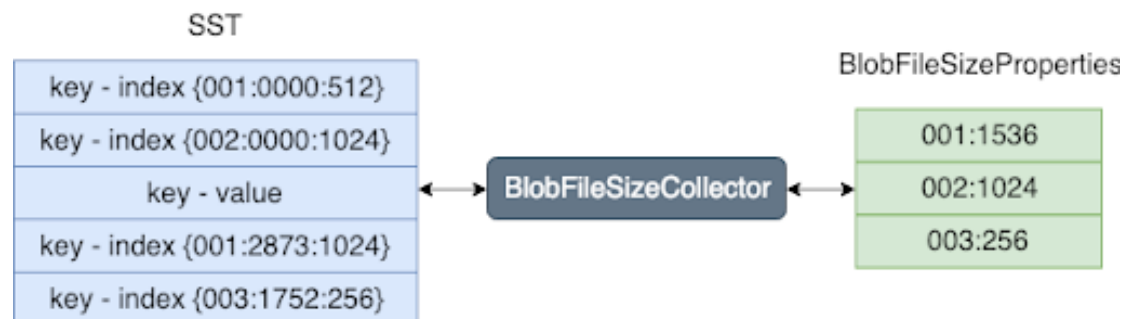 SST
key - index {001:0000:512}
key - index {002:0000:1024}
key - value
key - index {001:2873:1024}
key - index {003:1752:256}
BlobFileSizeCollector
BlobFileSizeProperties
001:1536
002:1024
003:256